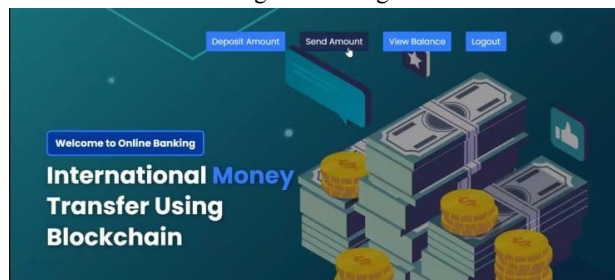 Deposit Amount Send Amount View Balance Logout
Welcome to Online Banking
International Money
Transfer Using
Blockchain